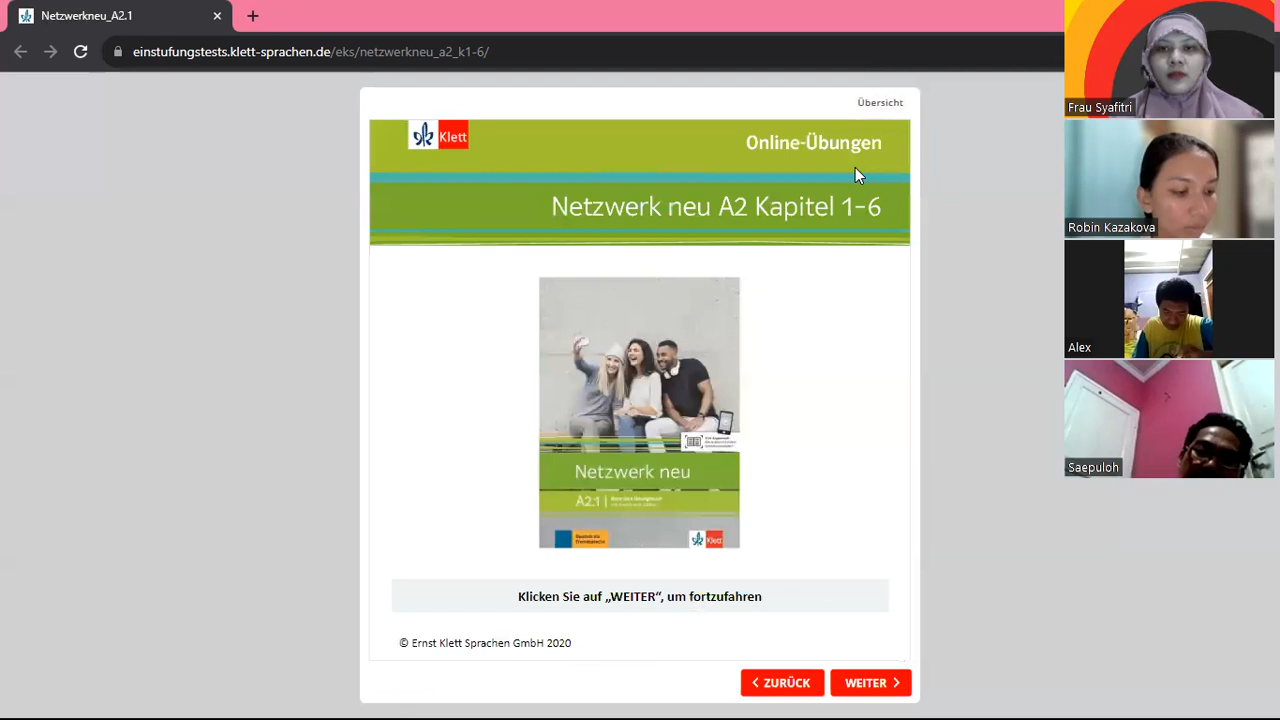 Netzwerkneu_A2.1
einstufungstests.klett-sprachen.de/eks/netzwerkneu_a2_k1-6/
Übersicht
Klett
Online-Übungen
Netzwerk neu A2 Kapitel 1-6
Netzwerk neu
A2.1
Klett
Klicken Sie auf „WEITER“, um fortzufahren
© Ernst Klett Sprachen GmbH 2020
ZURÜCK
WEITER
Frau Syafitri
Robin Kazakova
Alex
Saepuloh